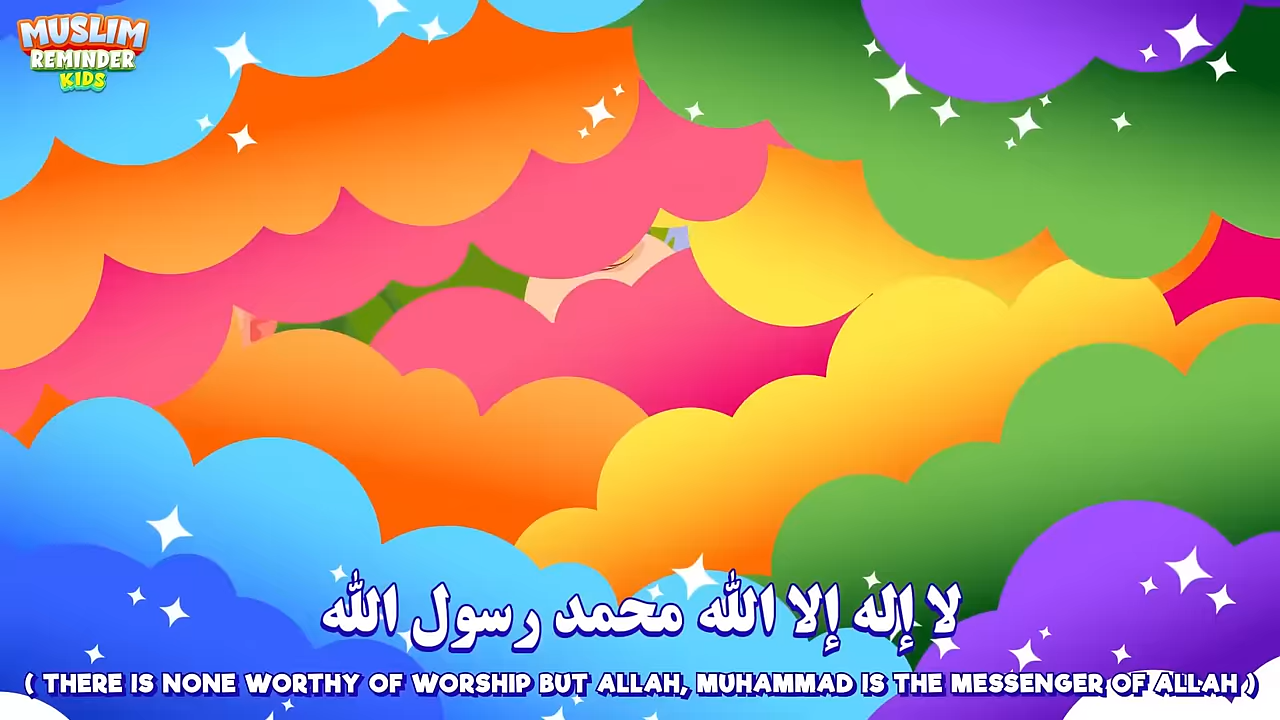 MUSLIM
REMINDER
KIDS
لا إله إلا الله محمد رسول الله
( THERE IS NONE WORTHY OF WORSHIP BUT ALLAH, MUHAMMAD IS THE MESSENGER OF ALLAH )